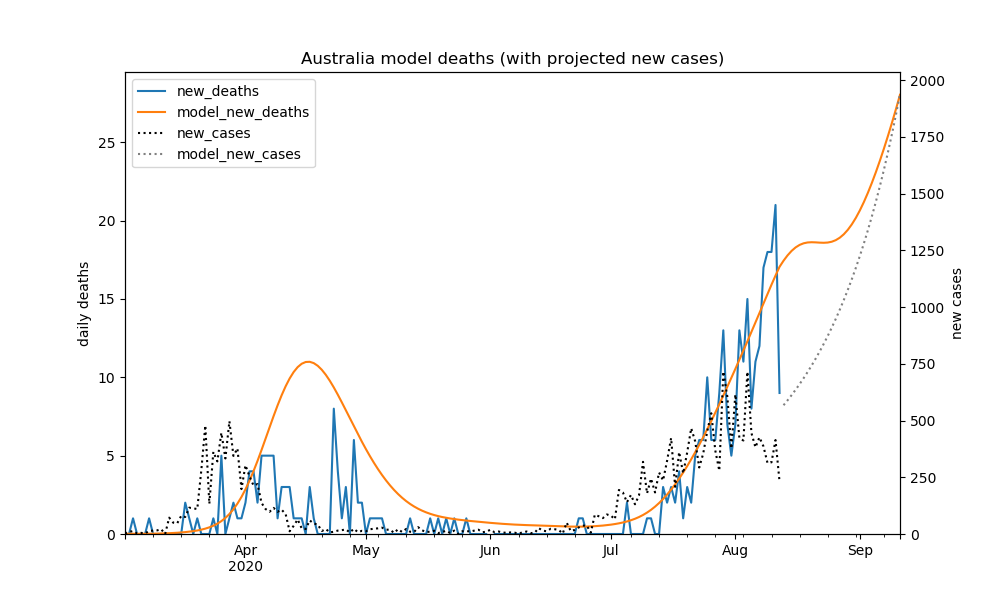 Australia model deaths (with projected new cases)
new_deaths
model_new_deaths
new_cases
model_new_cases
daily deaths
0
5
10
15
20
25
new cases
0
250
500
750
1000
1250
1500
1750
2000
Apr
2020
May
Jun
Jul
Aug
Sep